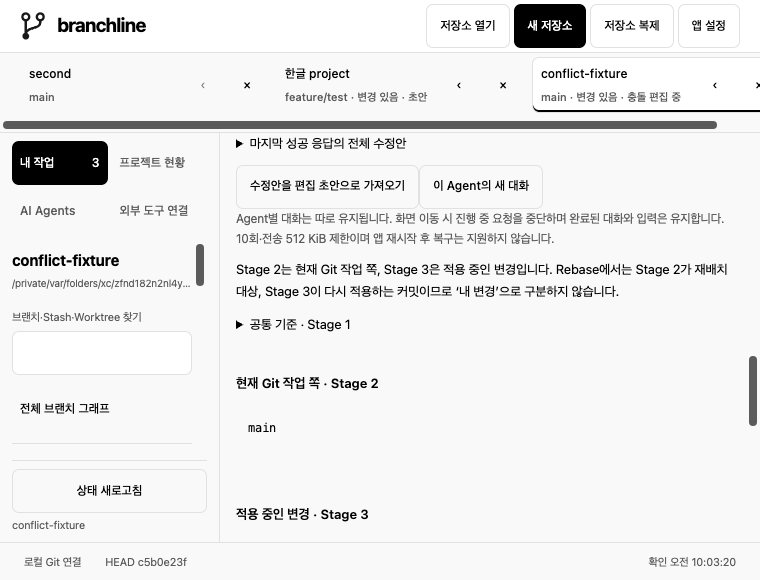 branchline
저장소 열기
새 저장소
저장소 복제
앱 설정
second
main
한글 project
feature/test · 변경 있음 · 초안
conflict-fixture
main · 변경 있음 · 충돌 편집 중
내 작업 3
프로젝트 현황
AI Agents
외부 도구 연결
conflict-fixture
/private/var/folders/xc/zfnd182n2nl4y...
브랜치·Stash·Worktree 찾기
전체 브랜치 그래프
상태 새로고침
conflict-fixture
▶ 마지막 성공 응답의 전체 수정안
수정안을 편집 초안으로 가져오기
이 Agent의 새 대화
Agent별 대화는 따로 유지됩니다. 화면 이동 시 진행 중 요청을 중단하며 완료된 대화와 입력은 유지합니다.
10회·전송 512 KiB 제한이며 앱 재시작 후 복구는 지원하지 않습니다.
Stage 2는 현재 Git 작업 쪽, Stage 3은 적용 중인 변경입니다. Rebase에서는 Stage 2가 재배치
대상, Stage 3이 다시 적용하는 커밋이므로 ‘내 변경’으로 구분하지 않습니다.
▶ 공통 기준 · Stage 1
현재 Git 작업 쪽 · Stage 2
main
적용 중인 변경 · Stage 3
로컬 Git 연결
HEAD c5b0e23f
확인 오전 10:03:20